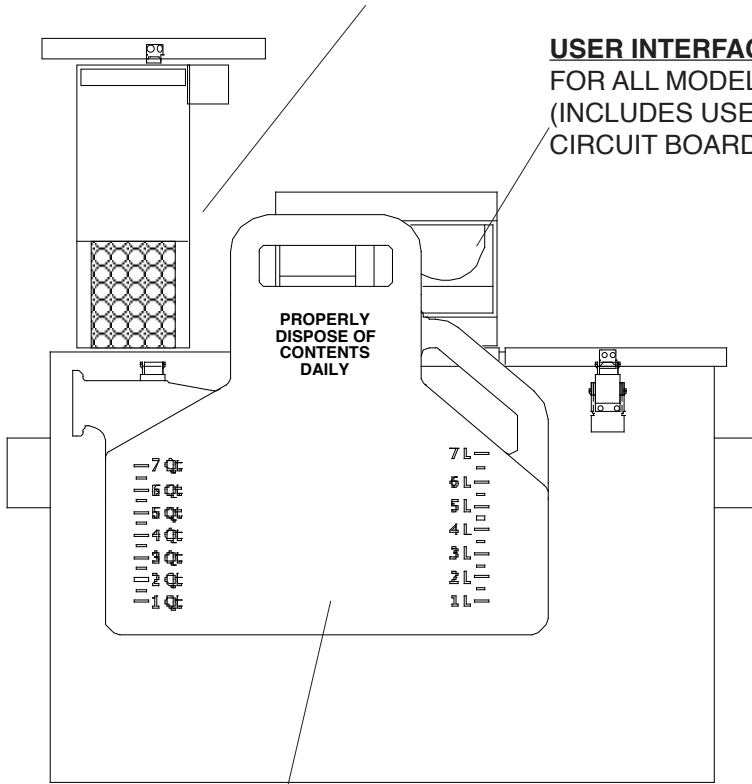 USER INTERFAC
FOR ALL MODEL
(INCLUDES USE
CIRCUIT BOARD
PROPERLY
DISPOSE OF
CONTENTS
DAILY
7 Qt
6 Qt
5 Qt
4 Qt
3 Qt
2 Qt
1 Qt
7 L
6 L
5 L
4 L
3 L
2 L
1 L